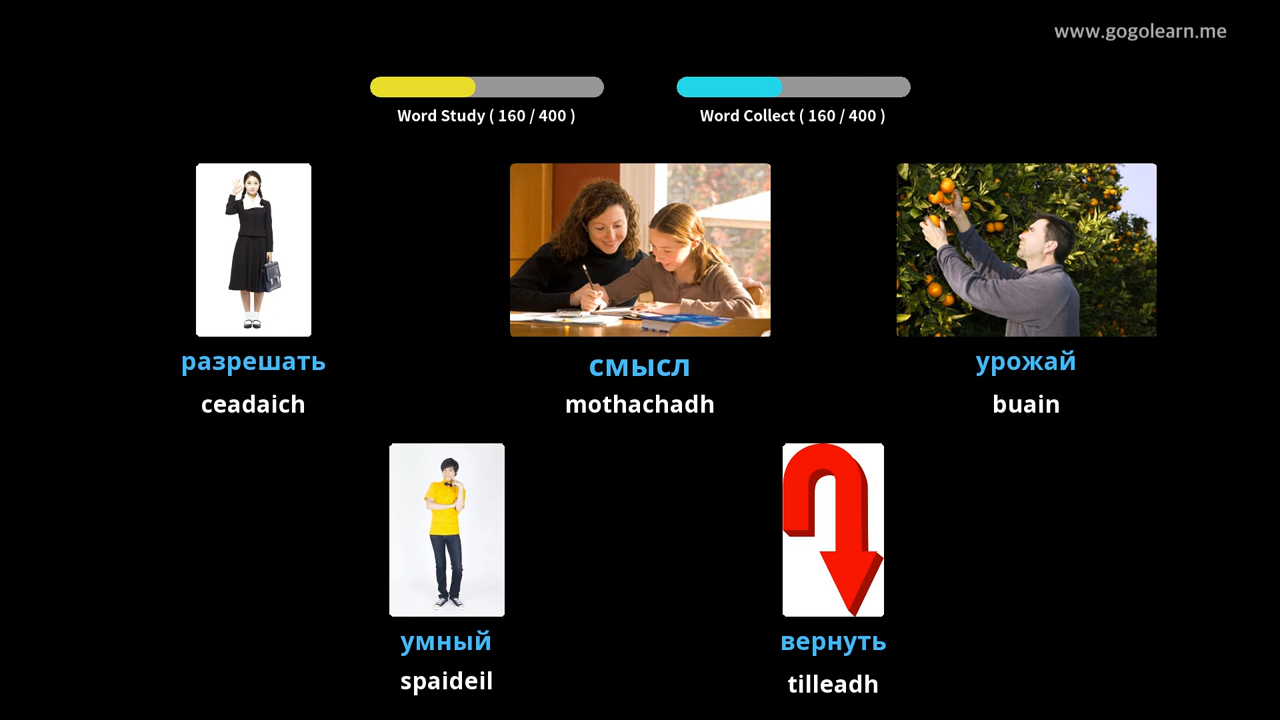 www.gogolearn.me
Word Study ( 160 / 400 )
Word Collect ( 160 / 400 )
разрешать
ceadaich
смысл
mothachadh
урожай
buain
умный
spaideil
вернуть
tilleadh